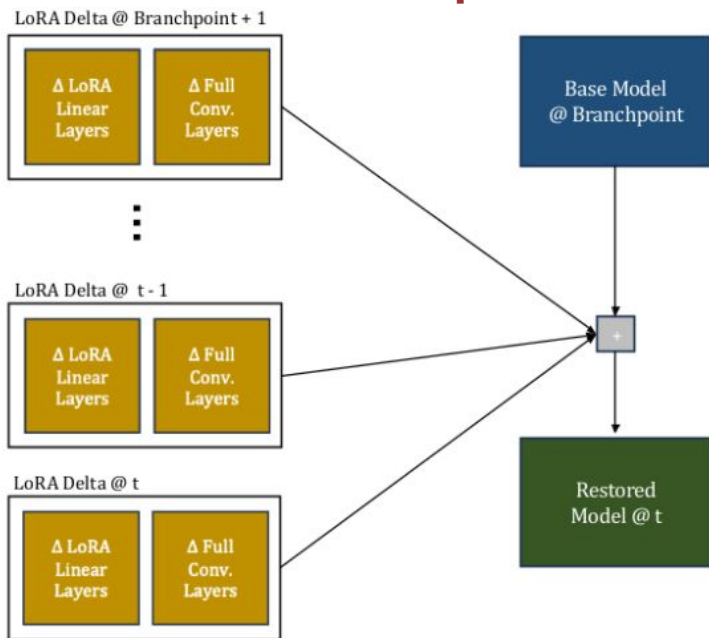 LoRA Delta @ Branchpoint + 1
Δ LoRA
Linear
Layers
Δ Full
Conv.
Layers
Base Model
@ Branchpoint
LoRA Delta @ t - 1
Δ LoRA
Linear
Layers
Δ Full
Conv.
Layers
+
LoRA Delta @ t
Δ LoRA
Linear
Layers
Δ Full
Conv.
Layers
Restored
Model @ t